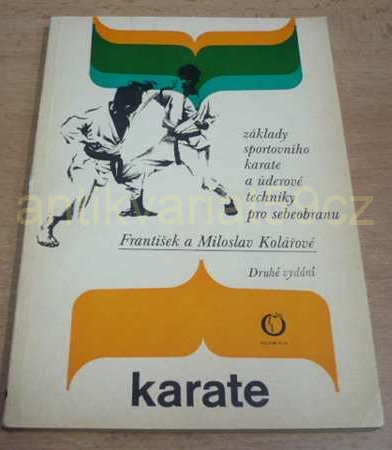 základy
sportovního
karate
a úderové
techniky
pro sebeobranu
František a Miloslav Kolářové
Druhé vydání
karate